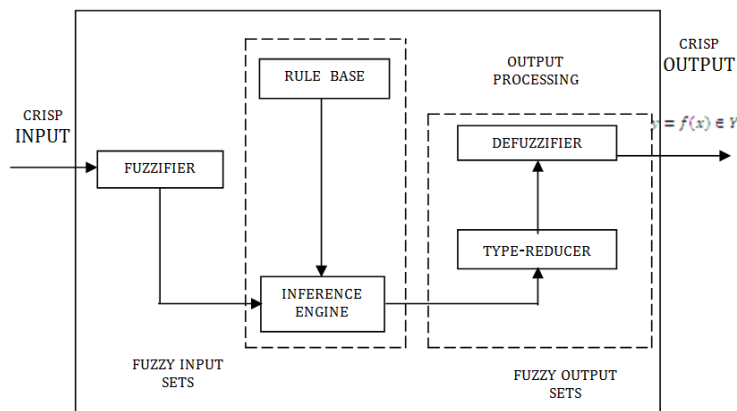 CRISP
INPUT
FUZZIFIER
RULE BASE
INFERENCE
ENGINE
FUZZY INPUT
SETS
OUTPUT
PROCESSING
DEFUZZIFIER
TYPE-REDUCER
FUZZY OUTPUT
SETS
CRISP
OUTPUT
y = f(x) ∈ Y